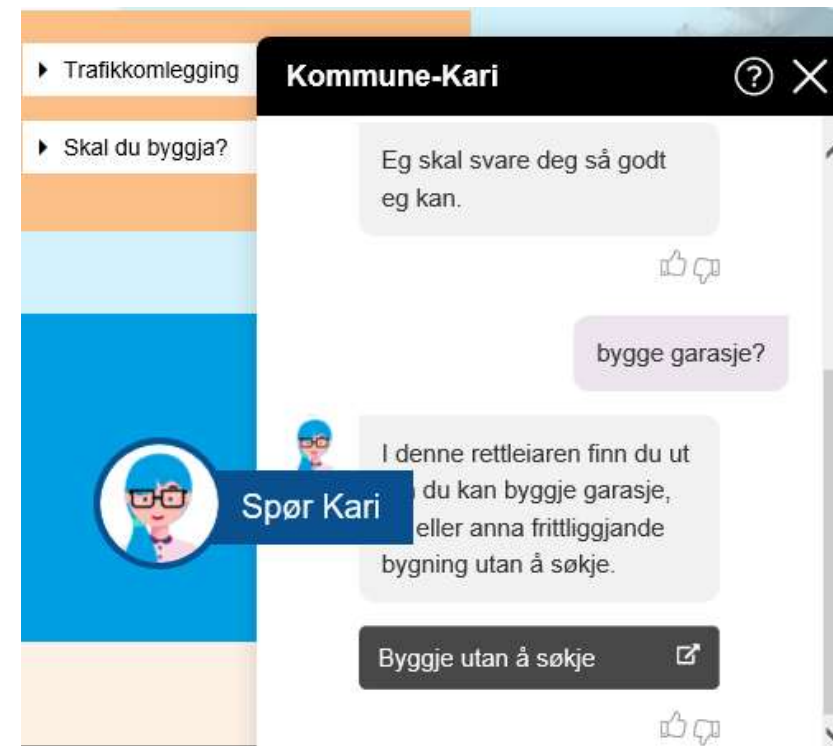 Trafikkomlegging
Skal du byggja?
Kommune-Kari
Eg skal svare deg så godt
eg kan.
bygge garasje?
I denne rettleiaren finn du ut
du kan byggje garasje,
eller anna frittliggjande
bygning utan å søkje.
Spør Kari
Byggje utan å søkje